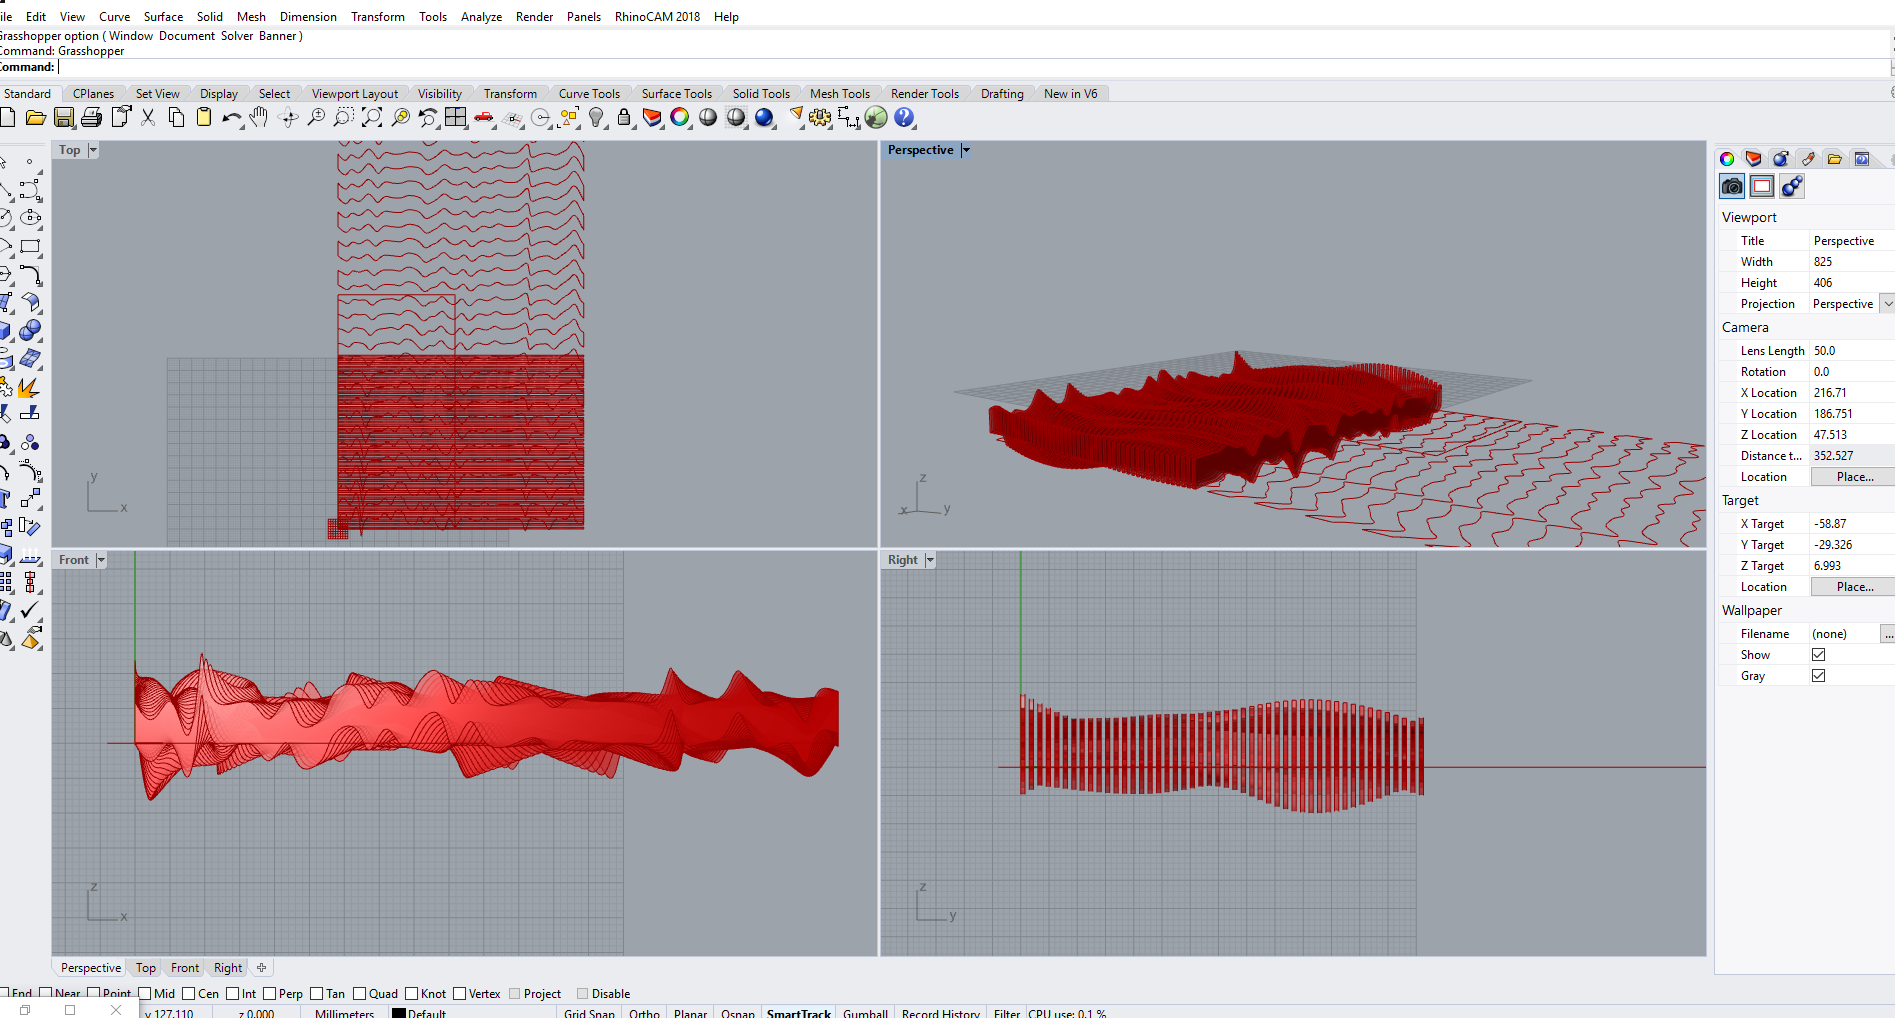 ile Edit View Curve Surface Solid Mesh Dimension Transform Tools Analyze Render Panels RhinoCAM 2018 Help
Grasshopper option ( Window Document Solver Banner )
Command: Grasshopper
Command:
Standard CPlanes Set View Display Select Viewport Layout Visibility Transform Curve Tools Surface Tools Solid Tools Mesh Tools Render Tools Drafting New in V6
Top
y
x
Perspective
z
x
y
Front
z
x
Right
z
y
Viewport
Title Perspective
Width 825
Height 406
Projection Perspective
Camera
Lens Length 50.0
Rotation 0.0
X Location 216.71
Y Location 186.751
Z Location 47.513
Distance t... 352.527
Location Place...
Target
X Target -58.87
Y Target -29.326
Z Target 6.993
Location Place...
Wallpaper
Filename (none) ...
Show
Gray
Perspective Top Front Right
End Near Point Mid Cen Int Perp Tan Quad Knot Vertex Project Disable
y 127.110 z 0.000 Millimeters Default Grid Snap Ortho Planar Osnap SmartTrack Gumball Record History Filter CPU use: 0.1 %